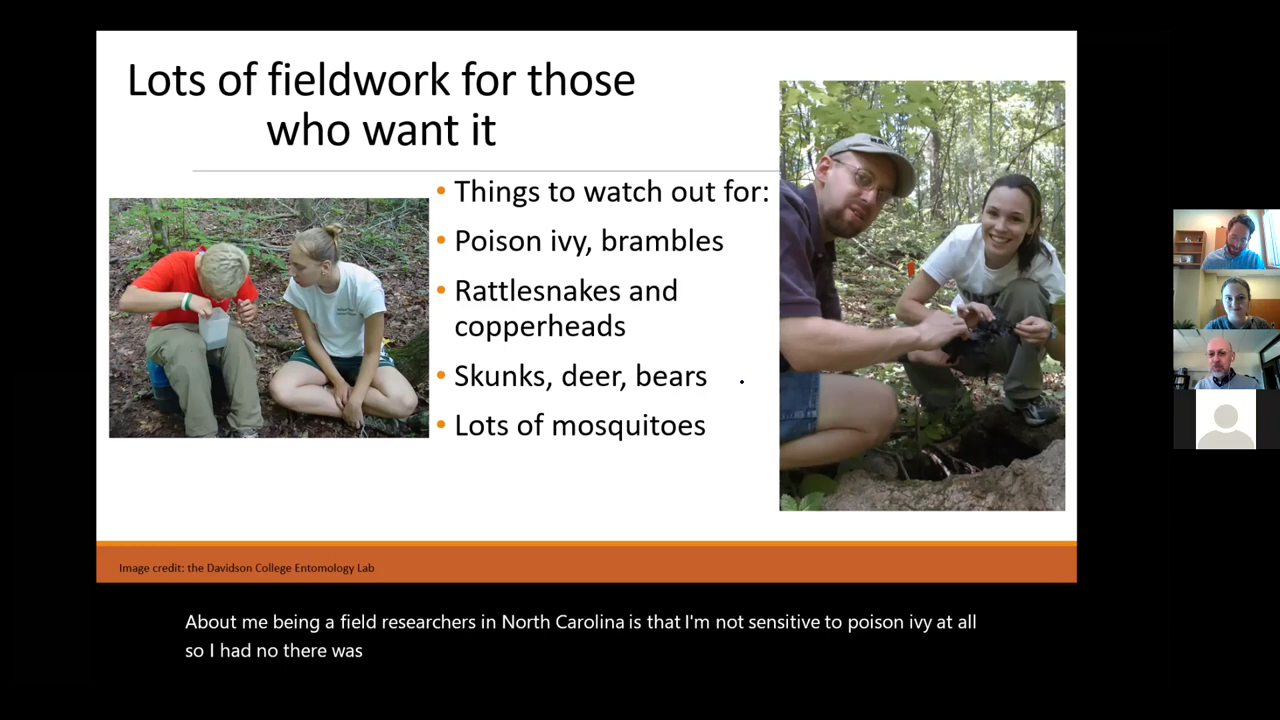 Lots of fieldwork for those
who want it
• Things to watch out for:
• Poison ivy, brambles
• Rattlesnakes and
copperheads
• Skunks, deer, bears
• Lots of mosquitoes
Image credit: the Davidson College Entomology Lab
About me being a field researchers in North Carolina is that I'm not sensitive to poison ivy at all
so I had no there was